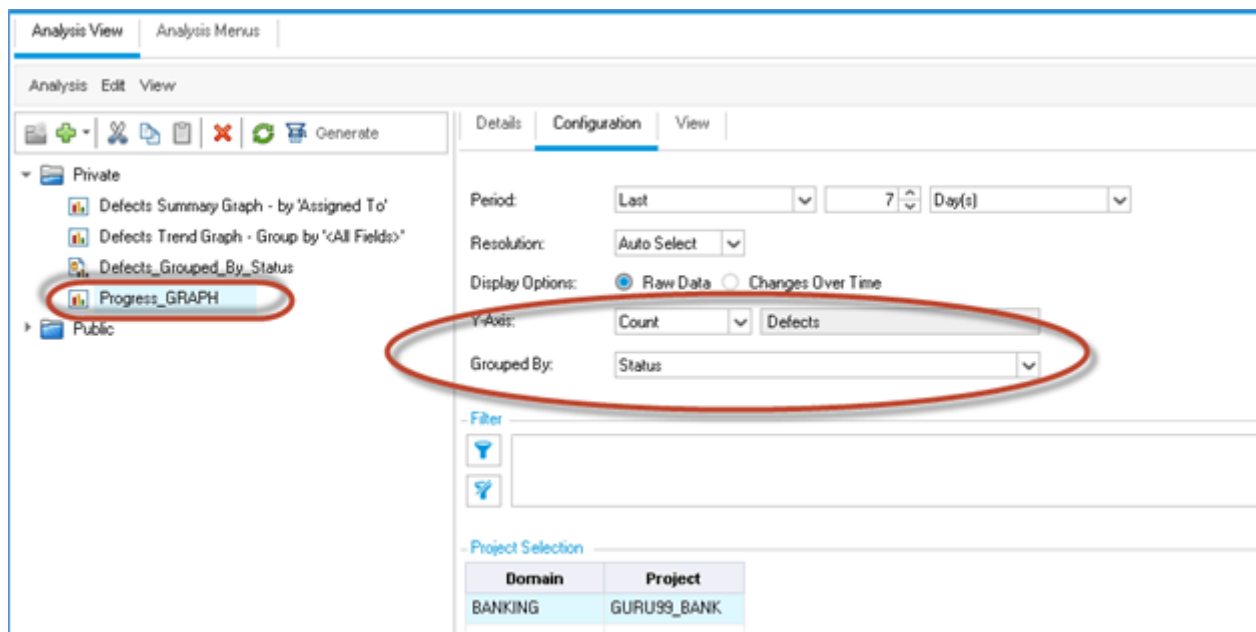 Analysis View Analysis Menus
Analysis Edit View
Generate
Private
Defects Summary Graph - by 'Assigned To'
Defects Trend Graph - Group by '<All Fields>'
Defects_Grouped_By_Status
Progress_GRAPH
Public
Details Configuration View
Period: Last 7 Day(s)
Resolution: Auto Select
Display Options: Raw Data Changes Over Time
Y-Axis: Count Defects
Grouped By: Status
Filter
Project Selection
Domain Project
BANKING GURU99_BANK